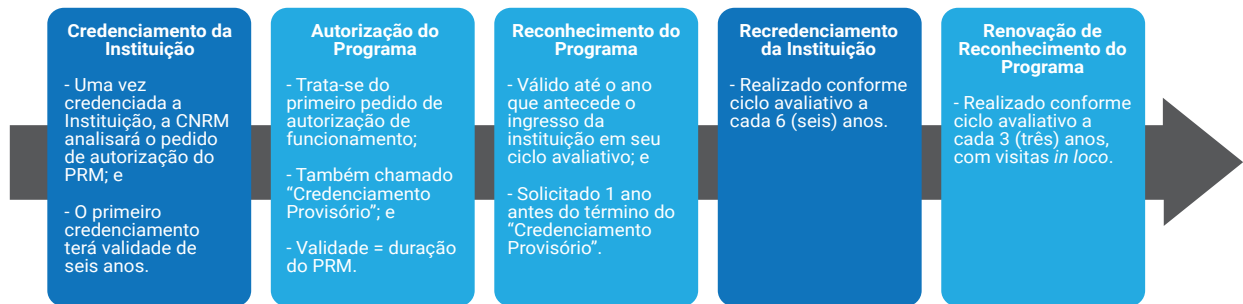 Credenciamento da
Instituição
- Uma vez
credenciada a
Instituição, a CNRM
analisará o pedido
de autorização do
PRM; e
- O primeiro
credenciamento
terá validade de
seis anos.
Autorização do
Programa
- Trata-se do
primeiro pedido de
autorização de
funcionamento;
- Também chamado
“Credenciamento
Provisório”; e
- Validade = duração
do PRM.
Reconhecimento do
Programa
- Válido até o ano
que antecede o
ingresso da
instituição em seu
ciclo avaliativo; e
- Solicitado 1 ano
antes do término do
“Credenciamento
Provisório”.
Recredenciamento
da Instituição
- Realizado conforme
ciclo avaliativo a
cada 6 (seis) anos.
Renovação de
Reconhecimento do
Programa
- Realizado conforme
ciclo avaliativo a
cada 3 (três) anos,
com visitas in loco.